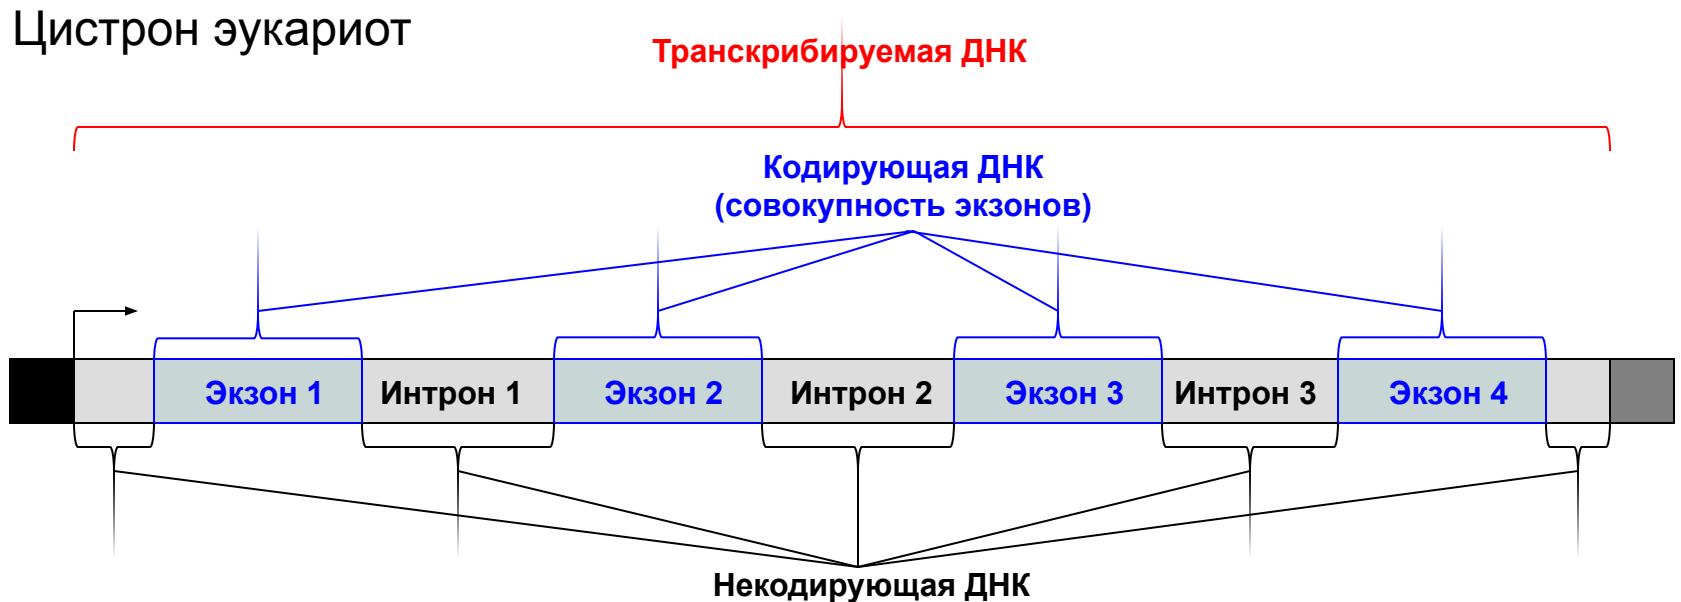 Цистрон эукариот
Транскрибируемая ДНК
Кодирующая ДНК
(совокупность экзонов)
Экзон 1
Интрон 1
Экзон 2
Интрон 2
Экзон 3
Интрон 3
Экзон 4
Некодирующая ДНК